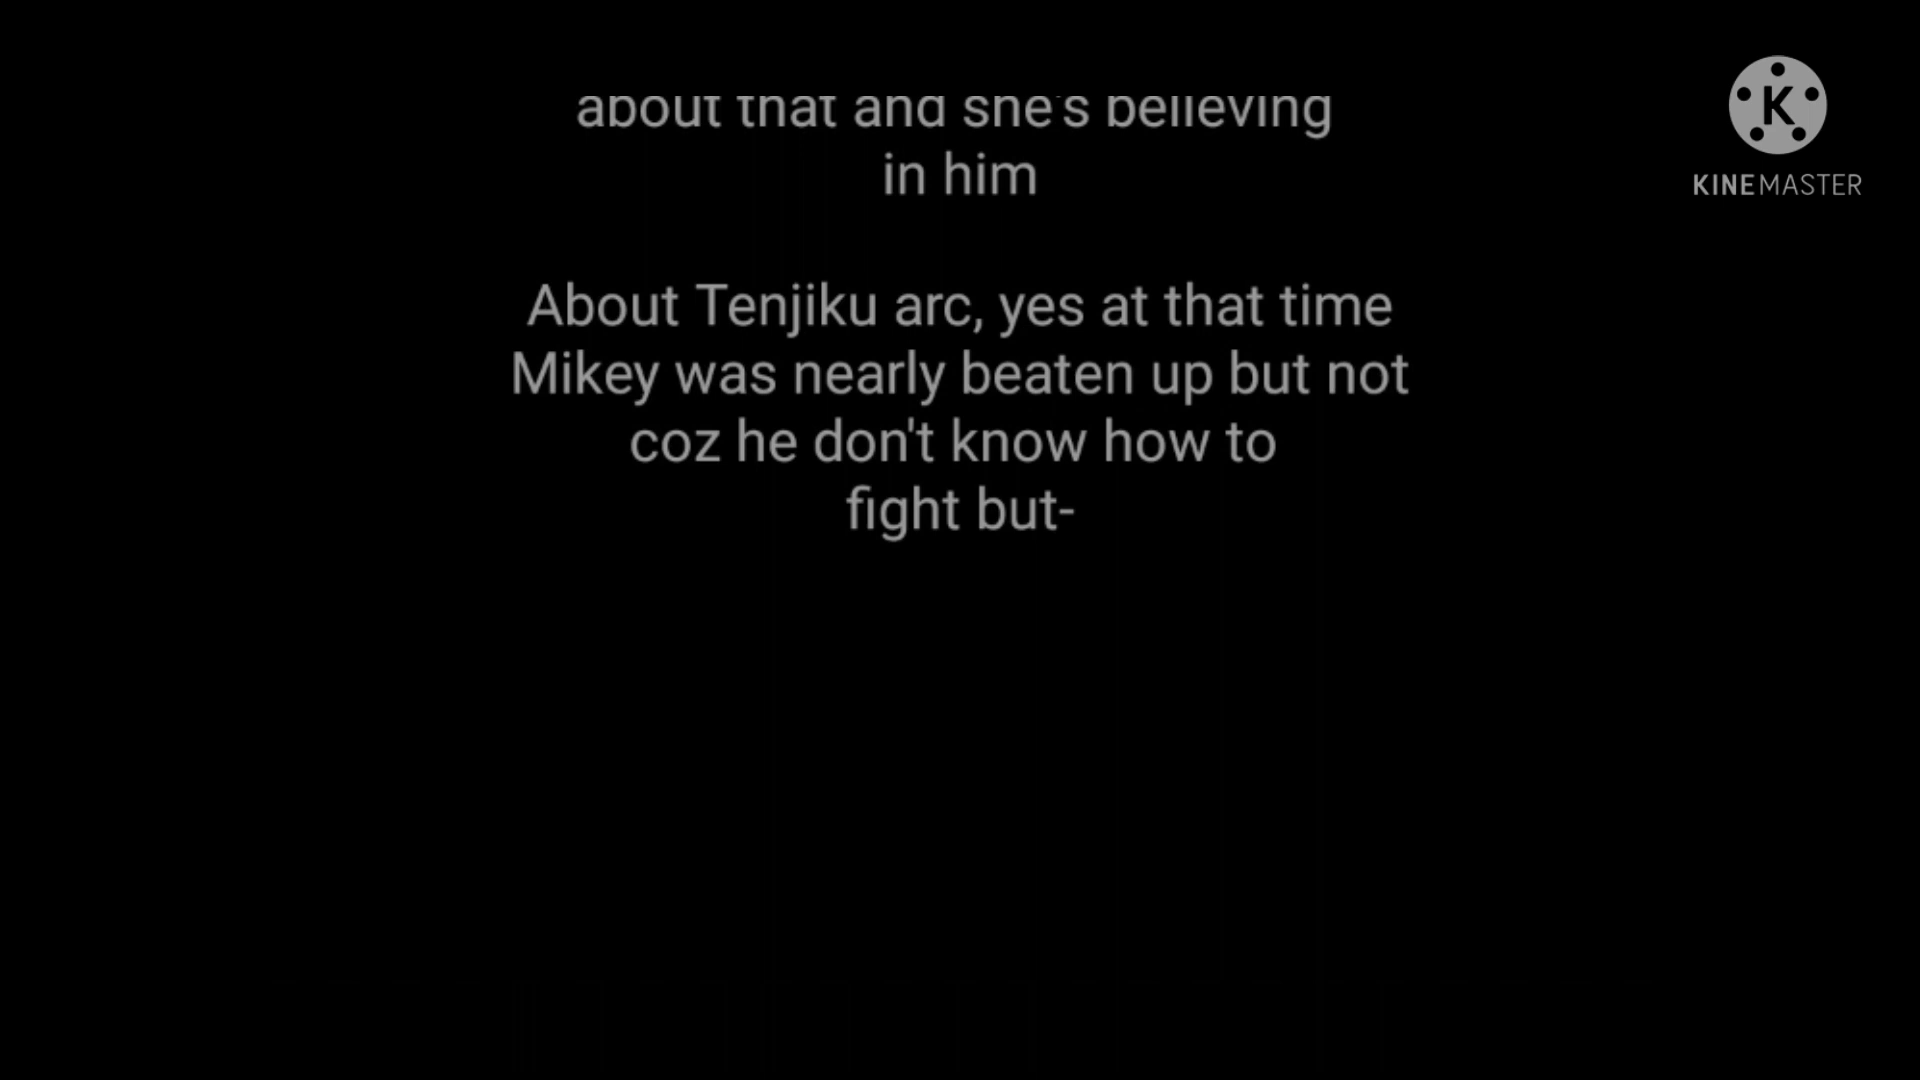 about that and she's believing
in him
About Tenjiku arc, yes at that time
Mikey was nearly beaten up but not
coz he don't know how to
fight but-
K
KINEMASTER